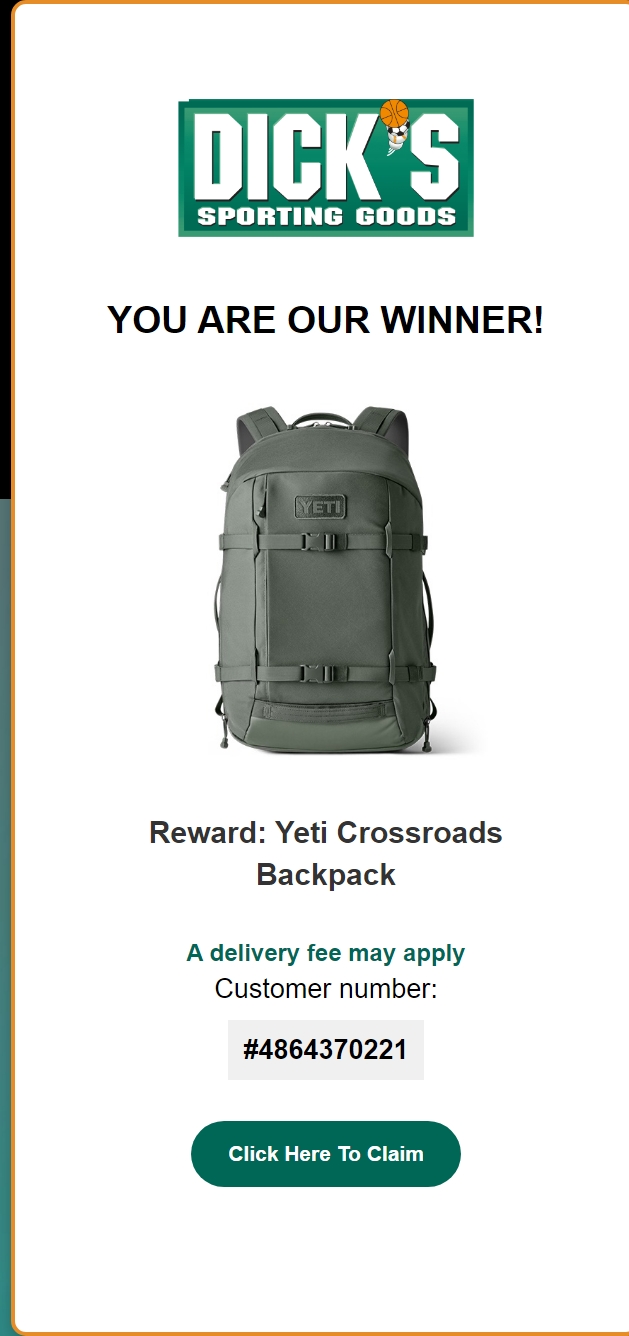 DICK'S
SPORTING GOODS
YOU ARE OUR WINNER!
YETI
Reward: Yeti Crossroads
Backpack
A delivery fee may apply
Customer number:
#4864370221
Click Here To Claim